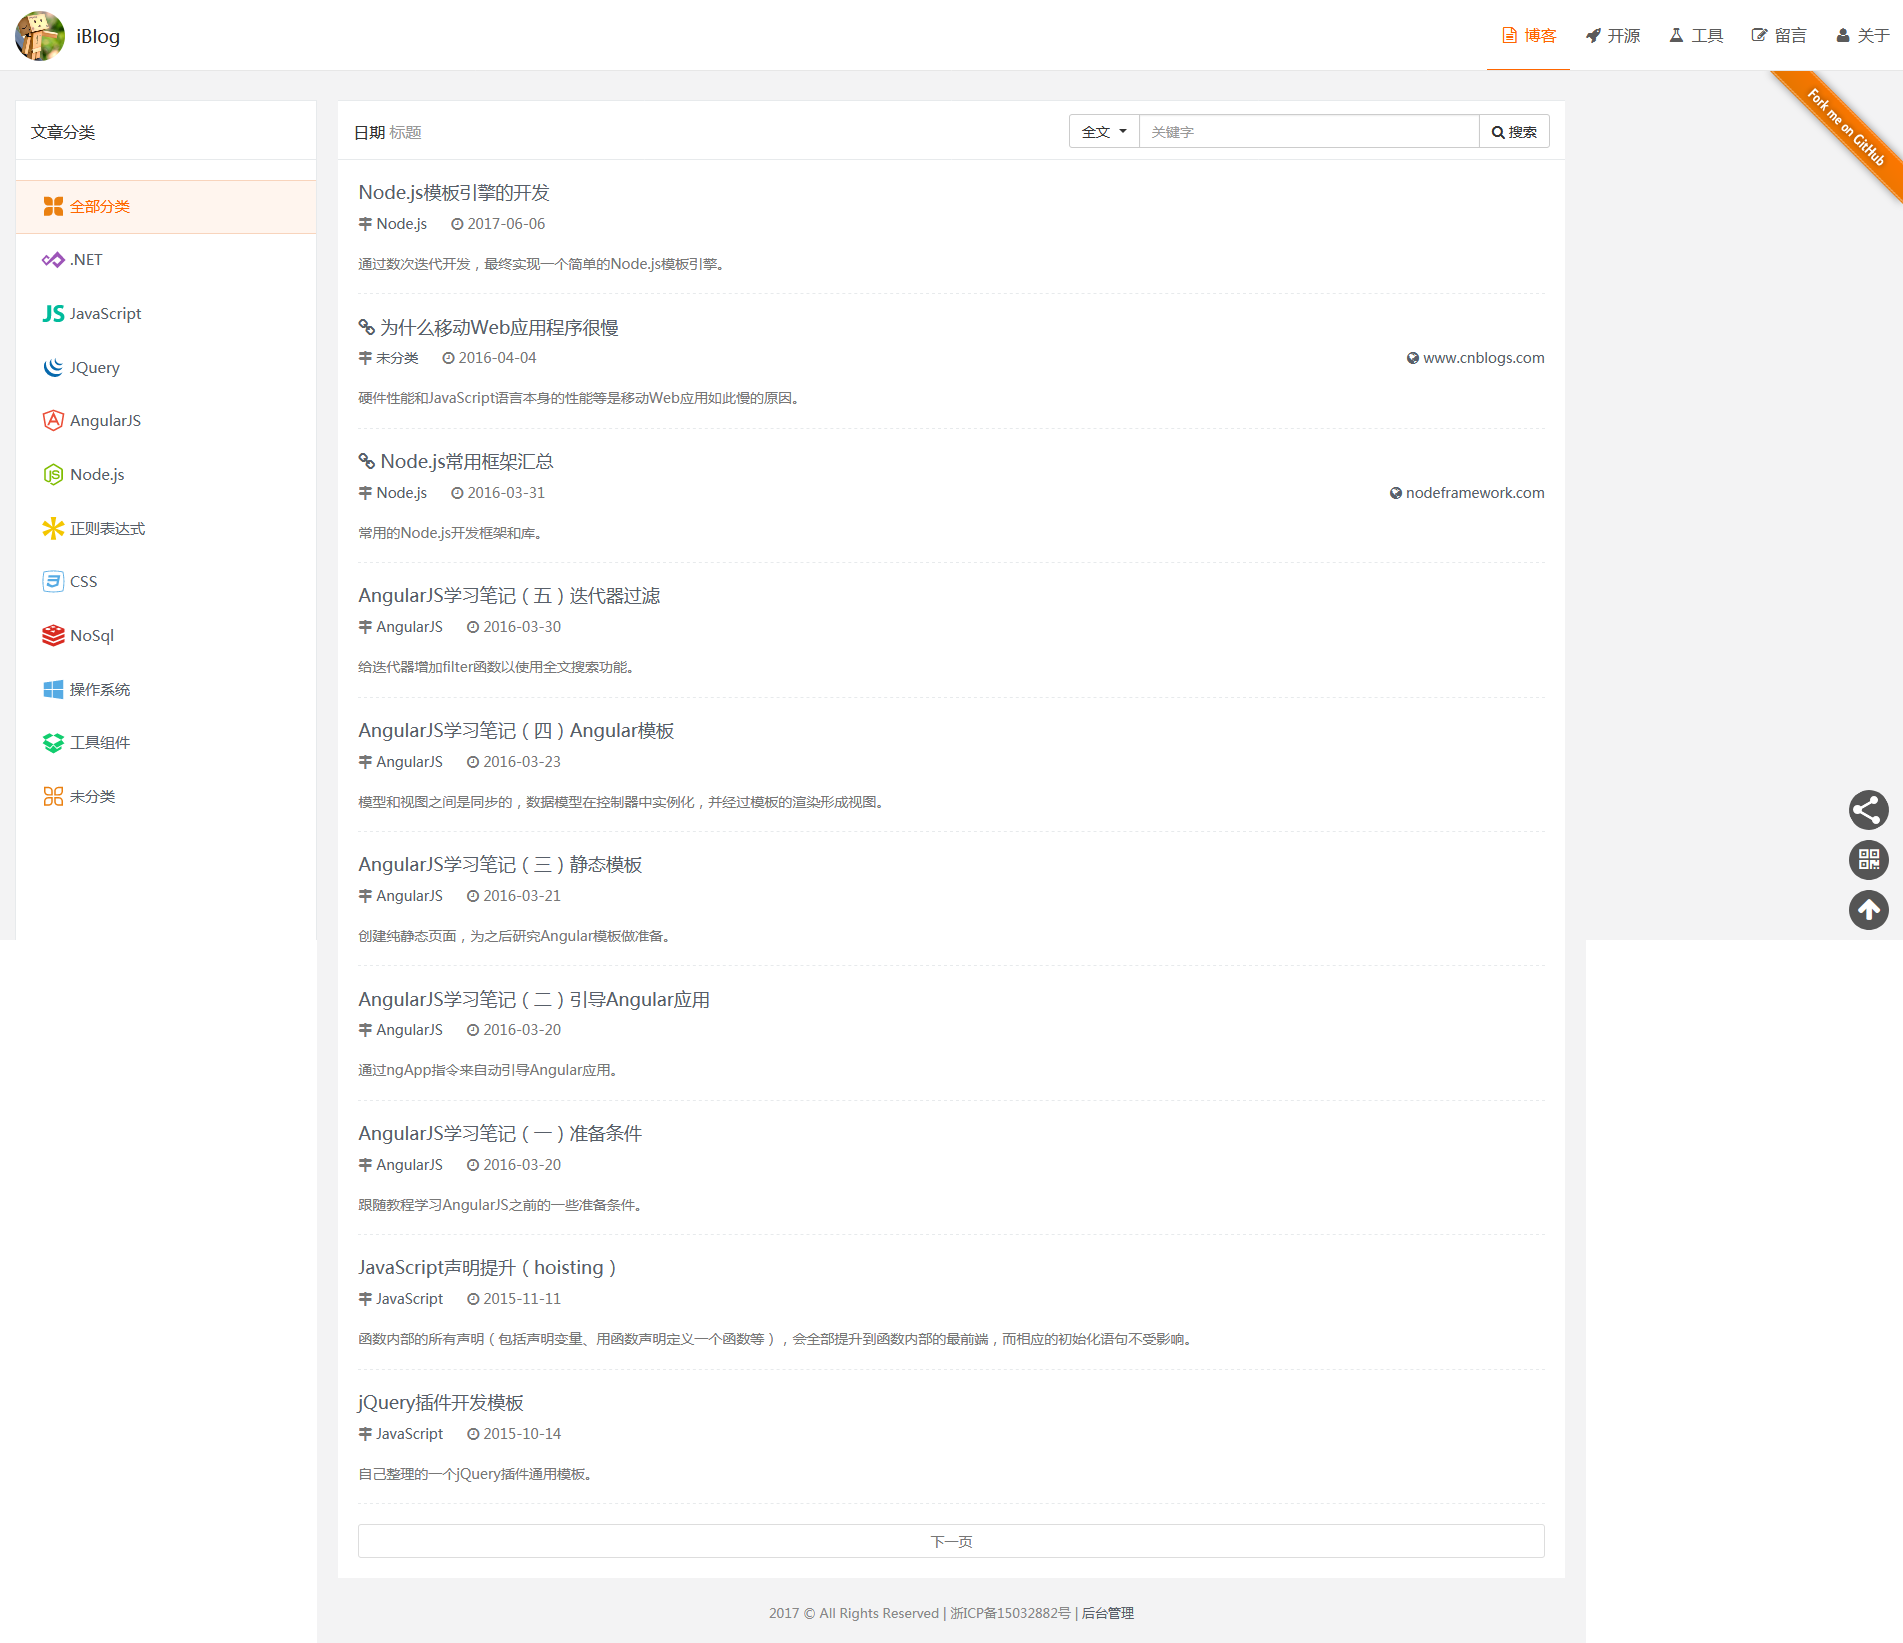 iBlog
博客 开源 工具 留言 关于
Fork me on GitHub
文章分类
全部分类
.NET
JavaScript
JQuery
AngularJS
Node.js
正则表达式
CSS
NoSql
操作系统
工具组件
未分类
日期 标题
全文 关键字 搜索
Node.js模板引擎的开发
Node.js 2017-06-06
通过数次迭代开发，最终实现一个简单的Node.js模板引擎。
为什么移动Web应用程序很慢
未分类 2016-04-04 www.cnblogs.com
硬件性能和JavaScript语言本身的性能等是移动Web应用如此慢的原因。
Node.js常用框架汇总
Node.js 2016-03-31 nodeframework.com
常用的Node.js开发框架和库。
AngularJS学习笔记（五）迭代器过滤
AngularJS 2016-03-30
给迭代器增加filter函数以使用全文搜索功能。
AngularJS学习笔记（四）Angular模板
AngularJS 2016-03-23
模型和视图之间是同步的，数据模型在控制器中实例化，并经过模板的渲染形成视图。
AngularJS学习笔记（三）静态模板
AngularJS 2016-03-21
创建纯静态页面，为之后研究Angular模板做准备。
AngularJS学习笔记（二）引导Angular应用
AngularJS 2016-03-20
通过ngApp指令来自动引导Angular应用。
AngularJS学习笔记（一）准备条件
AngularJS 2016-03-20
跟随教程学习AngularJS之前的一些准备条件。
JavaScript声明提升（hoisting）
JavaScript 2015-11-11
函数内部的所有声明（包括声明变量、用函数声明定义一个函数等），会全部提升到函数内部的最前端，而相应的初始化语句不受影响。
jQuery插件开发模板
JavaScript 2015-10-14
自己整理的一个jQuery插件通用模板。
下一页
2017 © All Rights Reserved | 浙ICP备15032882号 | 后台管理